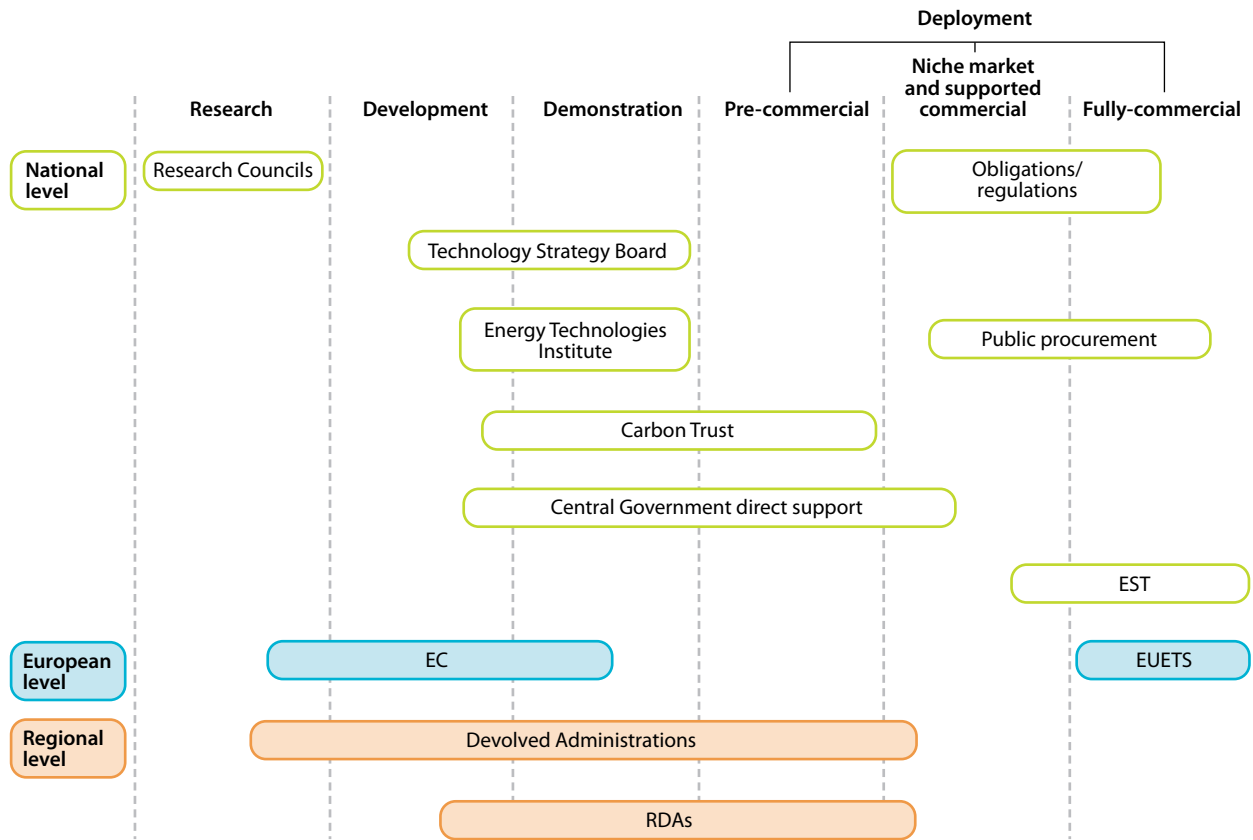 Deployment
Research
Development
Demonstration
Pre-commercial
Niche market
and supported
commercial
Fully-commercial
National
level
Research Councils
Obligations/
regulations
Technology Strategy Board
Energy Technologies
Institute
Public procurement
Carbon Trust
Central Government direct support
EST
European
level
EC
EUETS
Regional
level
Devolved Administrations
RDAs